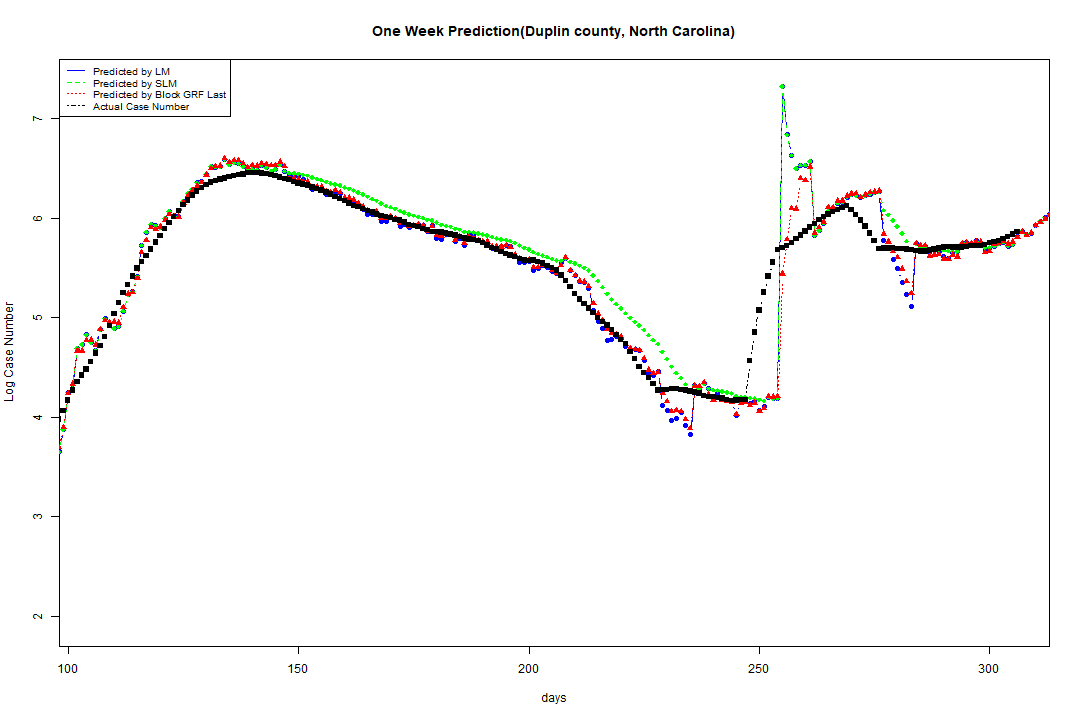 One Week Prediction(Duplin county, North Carolina)
Predicted by LM
Predicted by SLM
Predicted by Block GRF Last
Actual Case Number
7
6
5
4
3
2
Log Case Number
100 150 200 250 300
days